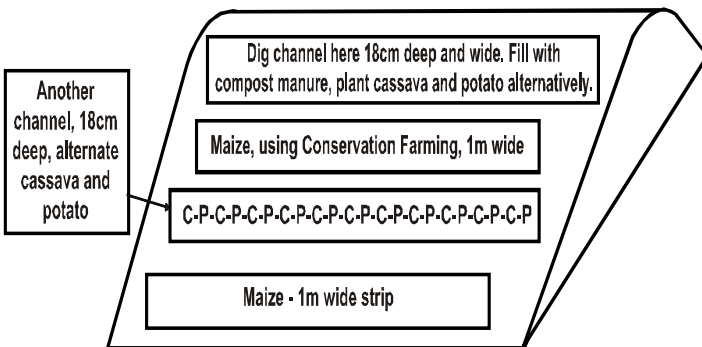 Dig channel here 18cm deep and wide. Fill with
compost manure, plant cassava and potato alternatively.
Another
channel, 18cm
deep, alternate
cassava and
potato
Maize, using Conservation Farming, 1m wide
C-P-C-P-C-P-C-P-C-P-C-P-C-P-C-P-C-P-C-P-C-P
Maize - 1m wide strip